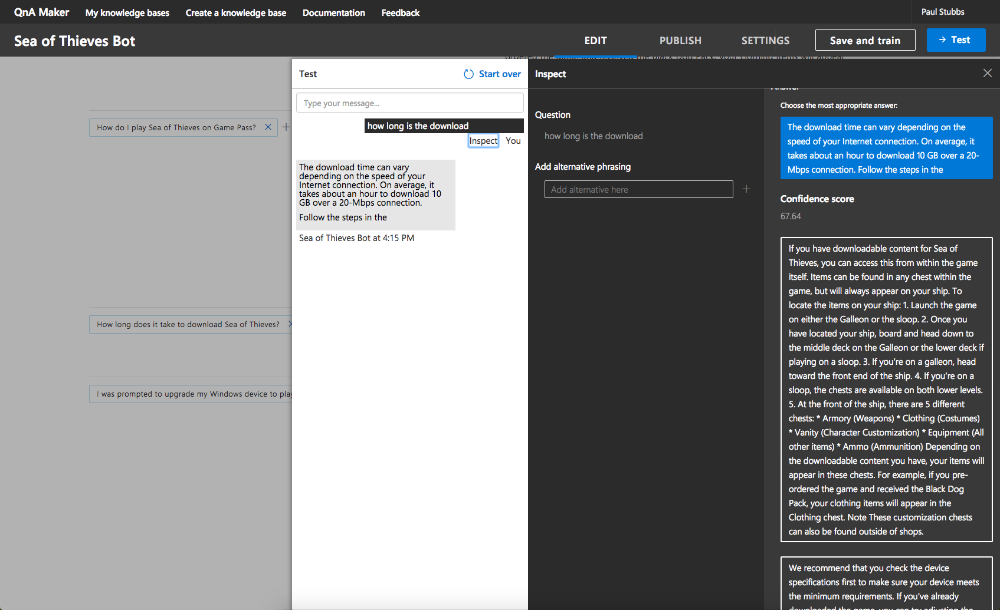 QnA Maker My knowledge bases Create a knowledge base Documentation Feedback Paul Stubbs
Sea of Thieves Bot EDIT PUBLISH SETTINGS Save and train Test
How do I play Sea of Thieves on Game Pass?
How long does it take to download Sea of Thieves?
I was prompted to upgrade my Windows device to play
Test Start over
Type your message...
how long is the download
Inspect You
The download time can vary
depending on the speed of your
Internet connection. On average, it
takes about an hour to download 10
GB over a 20-Mbps connection.
Follow the steps in the
Sea of Thieves Bot at 4:15 PM
Inspect
Question
how long is the download
Add alternative phrasing
Add alternative here
Answer
Choose the most appropriate answer:
The download time can vary depending on the
speed of your Internet connection. On average, it
takes about an hour to download 10 GB over a 20-
Mbps connection. Follow the steps in the
Confidence score
67.64
If you have downloadable content for Sea of
Thieves, you can access this from within the game
itself. Items can be found in any chest within the
game, but will always appear on your ship. To
locate the items on your ship: 1. Launch the game
on either the Galleon or the sloop. 2. Once you
have located your ship, board and head down to
the middle deck on the Galleon or the lower deck if
playing on a sloop. 3. If you’re on a galleon, head
toward the front end of the ship. 4. If you’re on a
sloop, the chests are available on both lower levels.
5. At the front of the ship, there are 5 different
chests: * Armory (Weapons) * Clothing (Costumes)
* Vanity (Character Customization) * Equipment (All
other items) * Ammo (Ammunition) Depending on
the downloadable content you have, your items will
appear in these chests. For example, if you pre-
ordered the game and received the Black Dog
Pack, your clothing items will appear in the
Clothing chest. Note These customization chests
can also be found outside of shops.
We recommend that you check the device
specifications first to make sure your device meets
the minimum requirements. If you've already
downloaded the game, you can try adjusting the